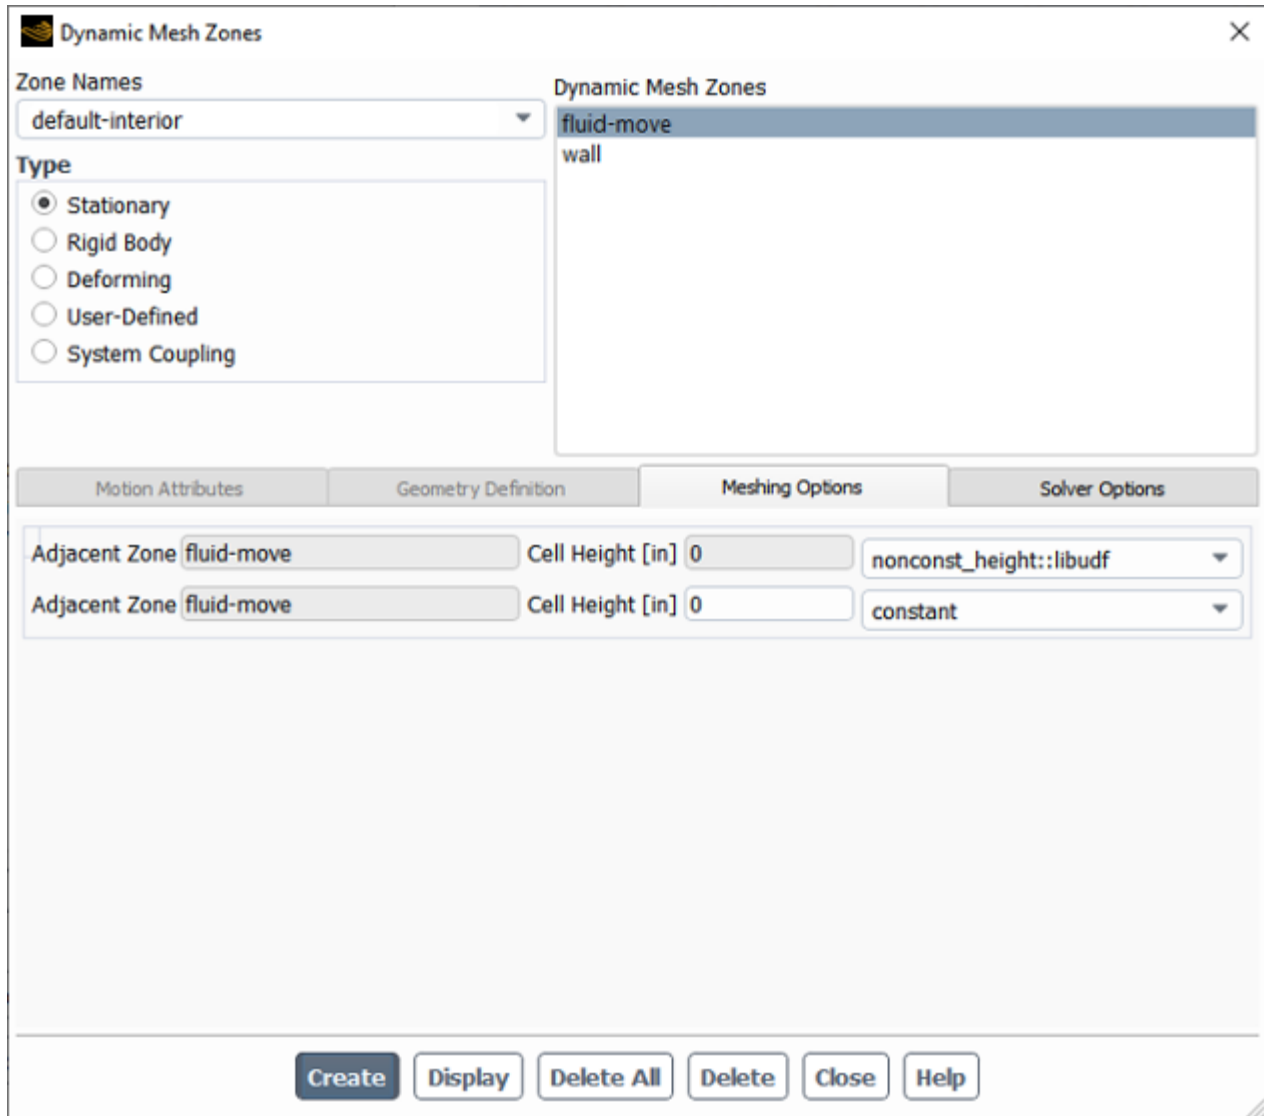 Dynamic Mesh Zones
Zone Names
default-interior
Type
Stationary
Rigid Body
Deforming
User-Defined
System Coupling
Dynamic Mesh Zones
fluid-move
wall
Motion Attributes Geometry Definition Meshing Options Solver Options
Adjacent Zone fluid-move Cell Height [in] 0 nonconst_height::libudf
Adjacent Zone fluid-move Cell Height [in] 0 constant
Create Display Delete All Delete Close Help